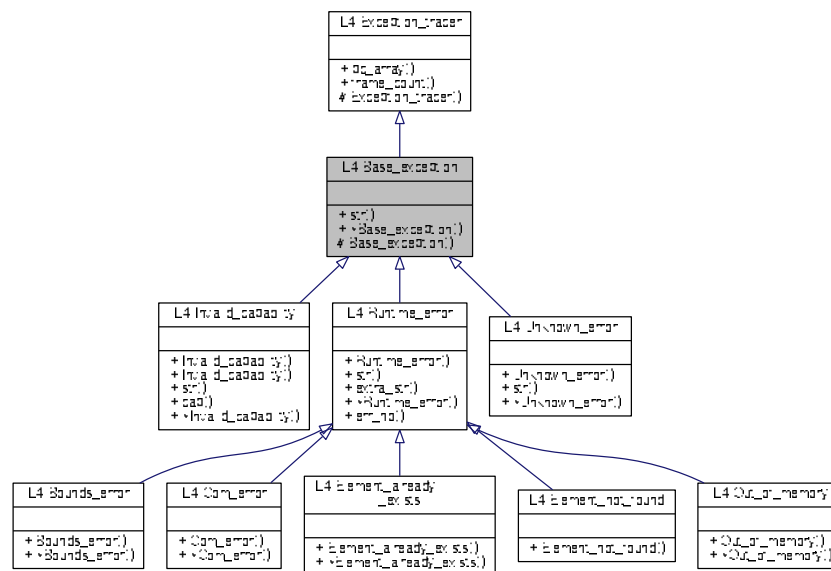 L4 Exception_tracer
+ pc_array()
+ frame_count()
# Exception_tracer()
L4 Base_exception
+ str()
+ ~Base_exception()
# Base_exception()
L4 Invalid_capability
+ Invalid_capability()
+ Invalid_capability()
+ str()
+ cap()
+ ~Invalid_capability()
L4 Runtime_error
+ Runtime_error()
+ str()
+ extra_str()
+ ~Runtime_error()
+ err_no()
L4 Unknown_error
+ Unknown_error()
+ str()
+ ~Unknown_error()
L4 Bounds_error
+ Bounds_error()
+ ~Bounds_error()
L4 Com_error
+ Com_error()
+ ~Com_error()
L4 Element_already
_exists
+ Element_already_exists()
+ ~Element_already_exists()
L4 Element_not_found
+ Element_not_found()
L4 Out_of_memory
+ Out_of_memory()
+ ~Out_of_memory()